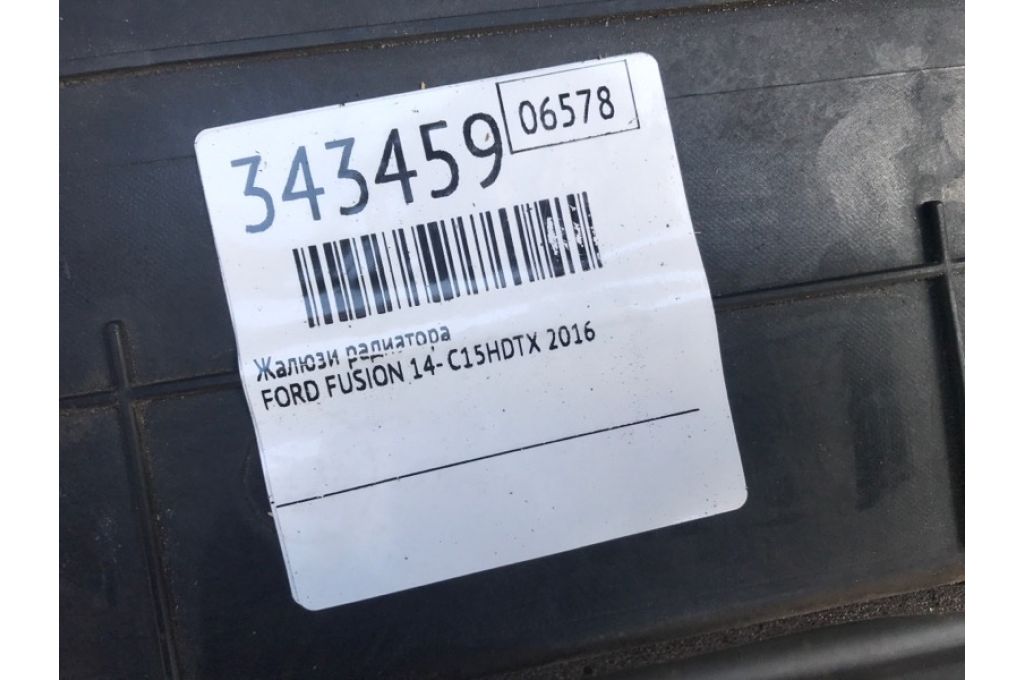 343459
06578
Жалюзи радиатора
FORD FUSION 14- C15HDTX 2016